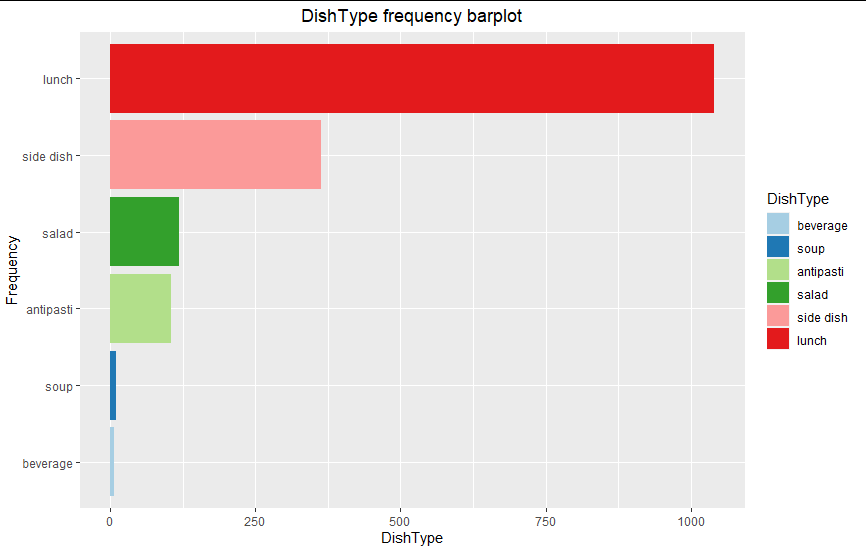 DishType frequency barplot
Frequency
lunch
side dish
salad
antipasti
soup
beverage
0 250 500 750 1000
DishType
DishType
beverage
soup
antipasti
salad
side dish
lunch